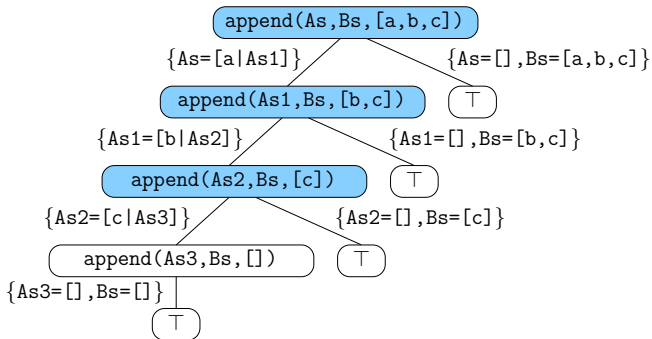 append(As,Bs,[a,b,c])
{As=[a|As1]} {As=[],Bs=[a,b,c]}
append(As1,Bs,[b,c]) ⊤
{As1=[b|As2]} {As1=[],Bs=[b,c]}
append(As2,Bs,[c]) ⊤
{As2=[c|As3]} {As2=[],Bs=[c]}
append(As3,Bs,[]) ⊤
{As3=[],Bs=[]}
⊤